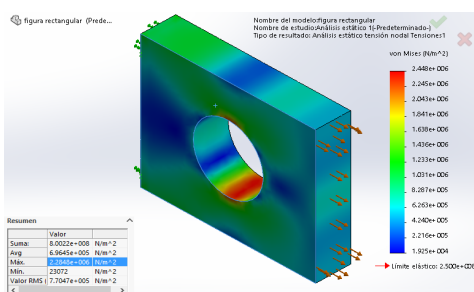 figura rectangular (Prede...
Nombre del modelo:figura rectangular
Nombre de estudio:Análisis estático 1(-Predeterminado-)
Tipo de resultado: Análisis estático tensión nodal Tensiones1
von Mises (N/m^2)
2.448e+006
2.245e+006
2.043e+006
1.841e+006
1.638e+006
1.436e+006
1.233e+006
1.031e+006
8.287e+005
6.263e+005
4.240e+005
2.216e+005
1.925e+004
Límite elástico: 2.500e+006
Resumen
Valor
Suma: 8.0022e+008 N/m^2
Avg 6.9645e+005 N/m^2
Máx. 2.2848e+006 N/m^2
Mín. 23072 N/m^2
Valor RMS 7.7047e+005 N/m^2